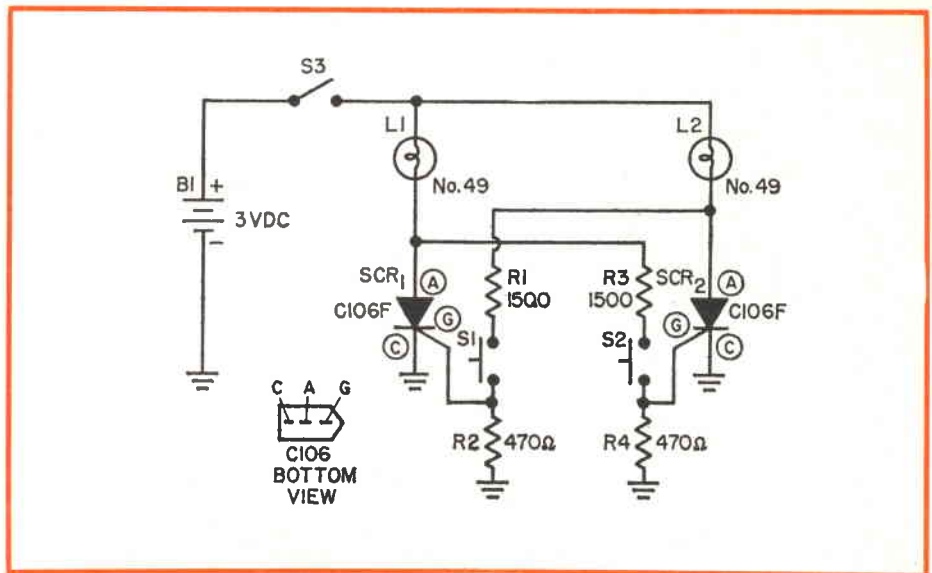 S3
L1
L2
No.49
No.49
B1
+
3VDC
-
SCR1
A
R1
R3
SCR2
A
1500
1500
C106F
G
G
C106F
C
S1
S2
C
C A G
R2
470Ω
R4
470Ω
C106
BOTTOM
VIEW